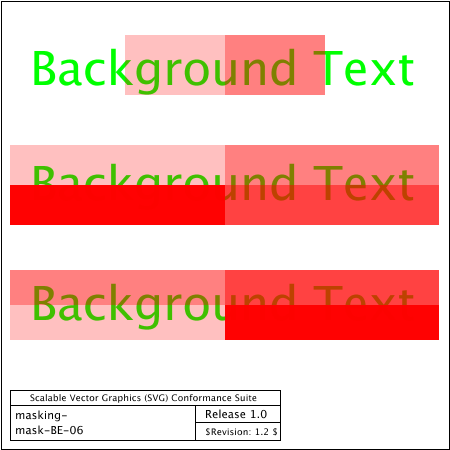 Background Text
Background Text
Background Text
Scalable Vector Graphics (SVG) Conformance Suite
masking-
mask-BE-06
Release 1.0
$Revision: 1.2 $